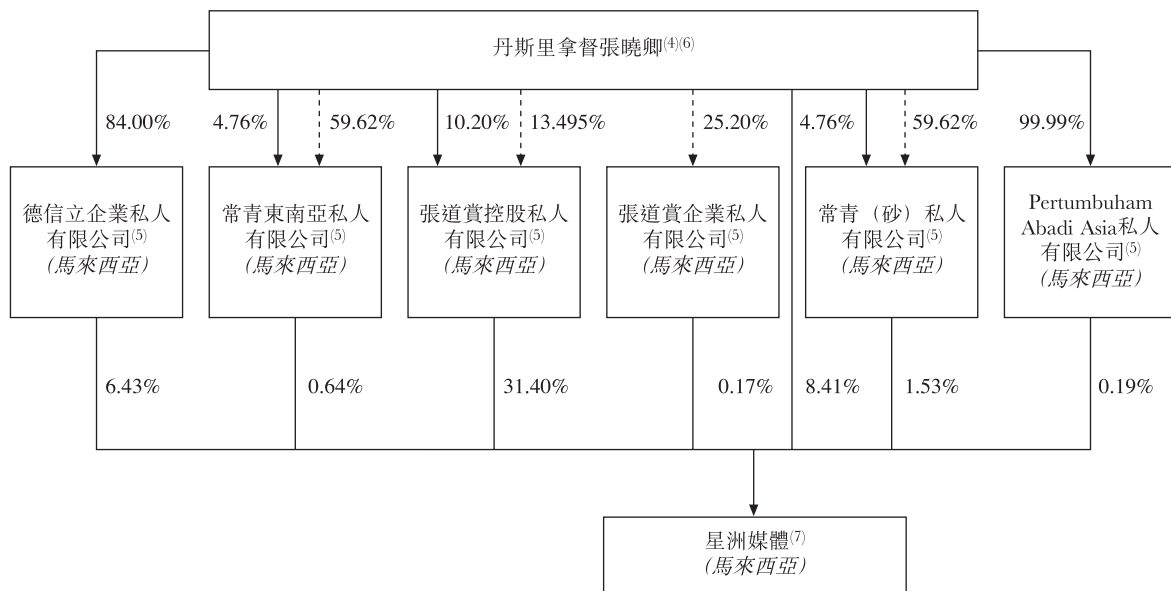 丹斯里拿督張曉卿(4)(6)
84.00%
4.76%
59.62%
10.20%
13.495%
25.20%
4.76%
59.62%
99.99%
德信立企業私人
有限公司(5)
(馬來西亞)
常青東南亞私人
有限公司(5)
(馬來西亞)
張道賞控股私人
有限公司(5)
(馬來西亞)
張道賞企業私人
有限公司(5)
(馬來西亞)
常青（砂）私人
有限公司(5)
(馬來西亞)
Pertumbuham
Abadi Asia私人
有限公司(5)
(馬來西亞)
6.43%
0.64%
31.40%
0.17%
8.41%
1.53%
0.19%
星洲媒體(7)
(馬來西亞)